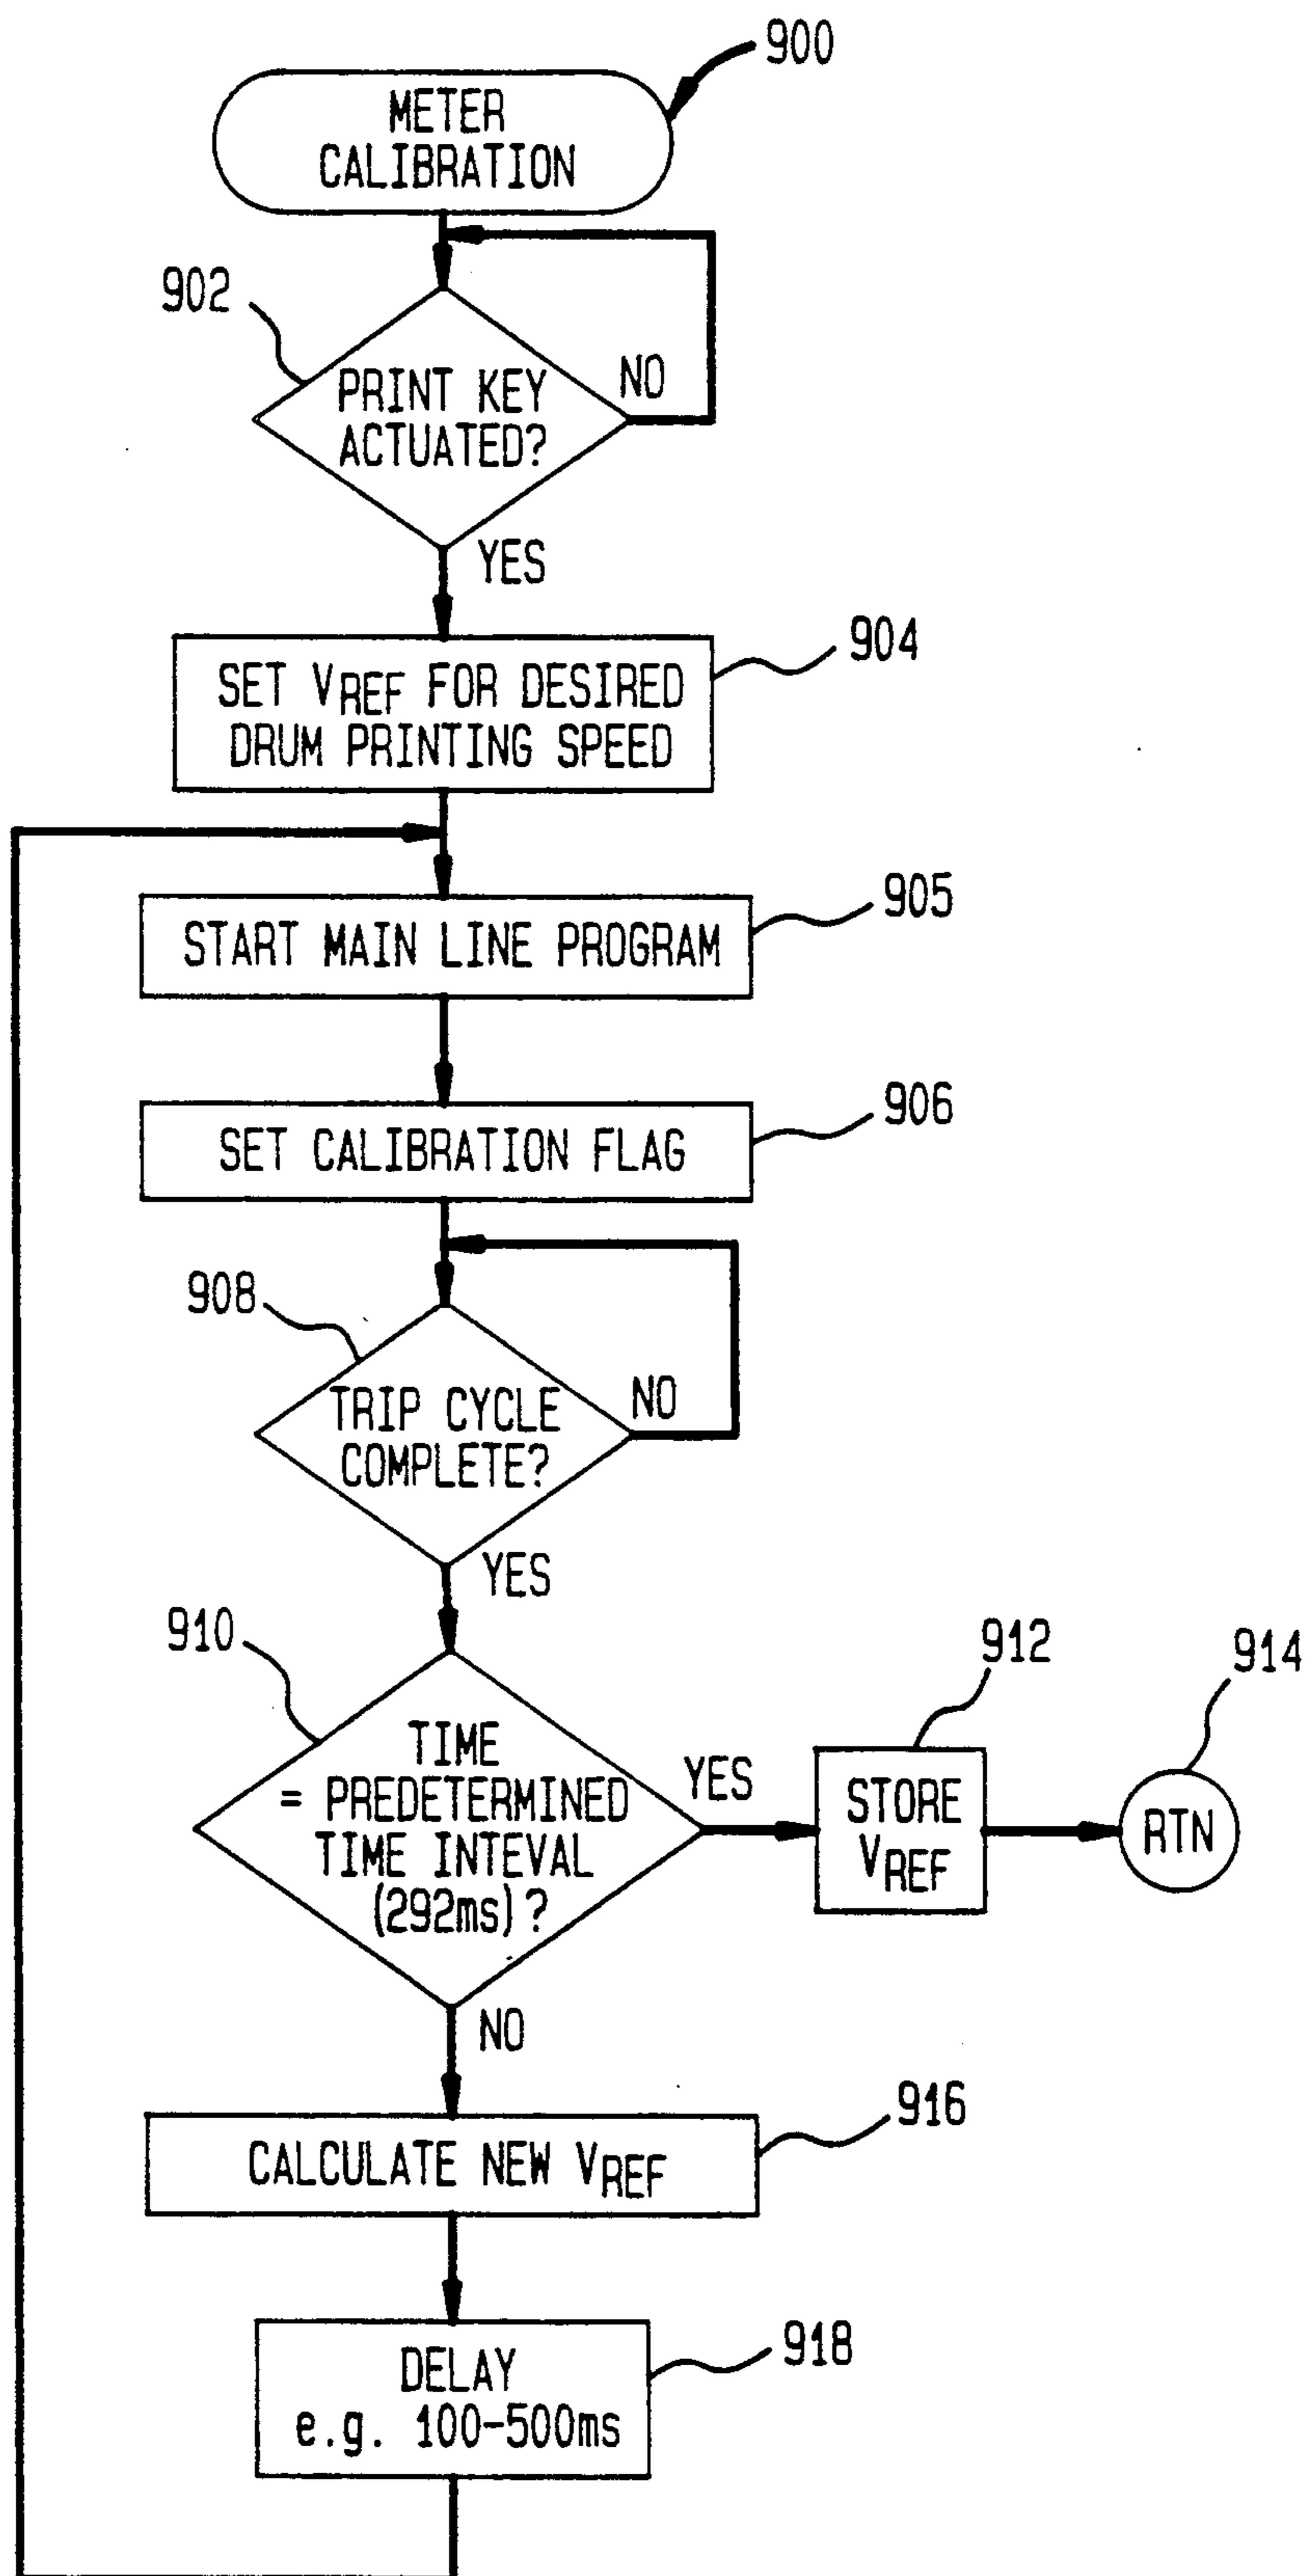 900
METER
CALIBRATION
902
PRINT KEY
ACTUATED?
NO
YES
904
SET VREF FOR DESIRED
DRUM PRINTING SPEED
905
START MAIN LINE PROGRAM
906
SET CALIBRATION FLAG
908
TRIP CYCLE
COMPLETE?
NO
YES
910
TIME
= PREDETERMINED
TIME INTEVAL
(292ms)?
YES
912
STORE
VREF
914
RTN
NO
916
CALCULATE NEW VREF
918
DELAY
e.g. 100-500ms